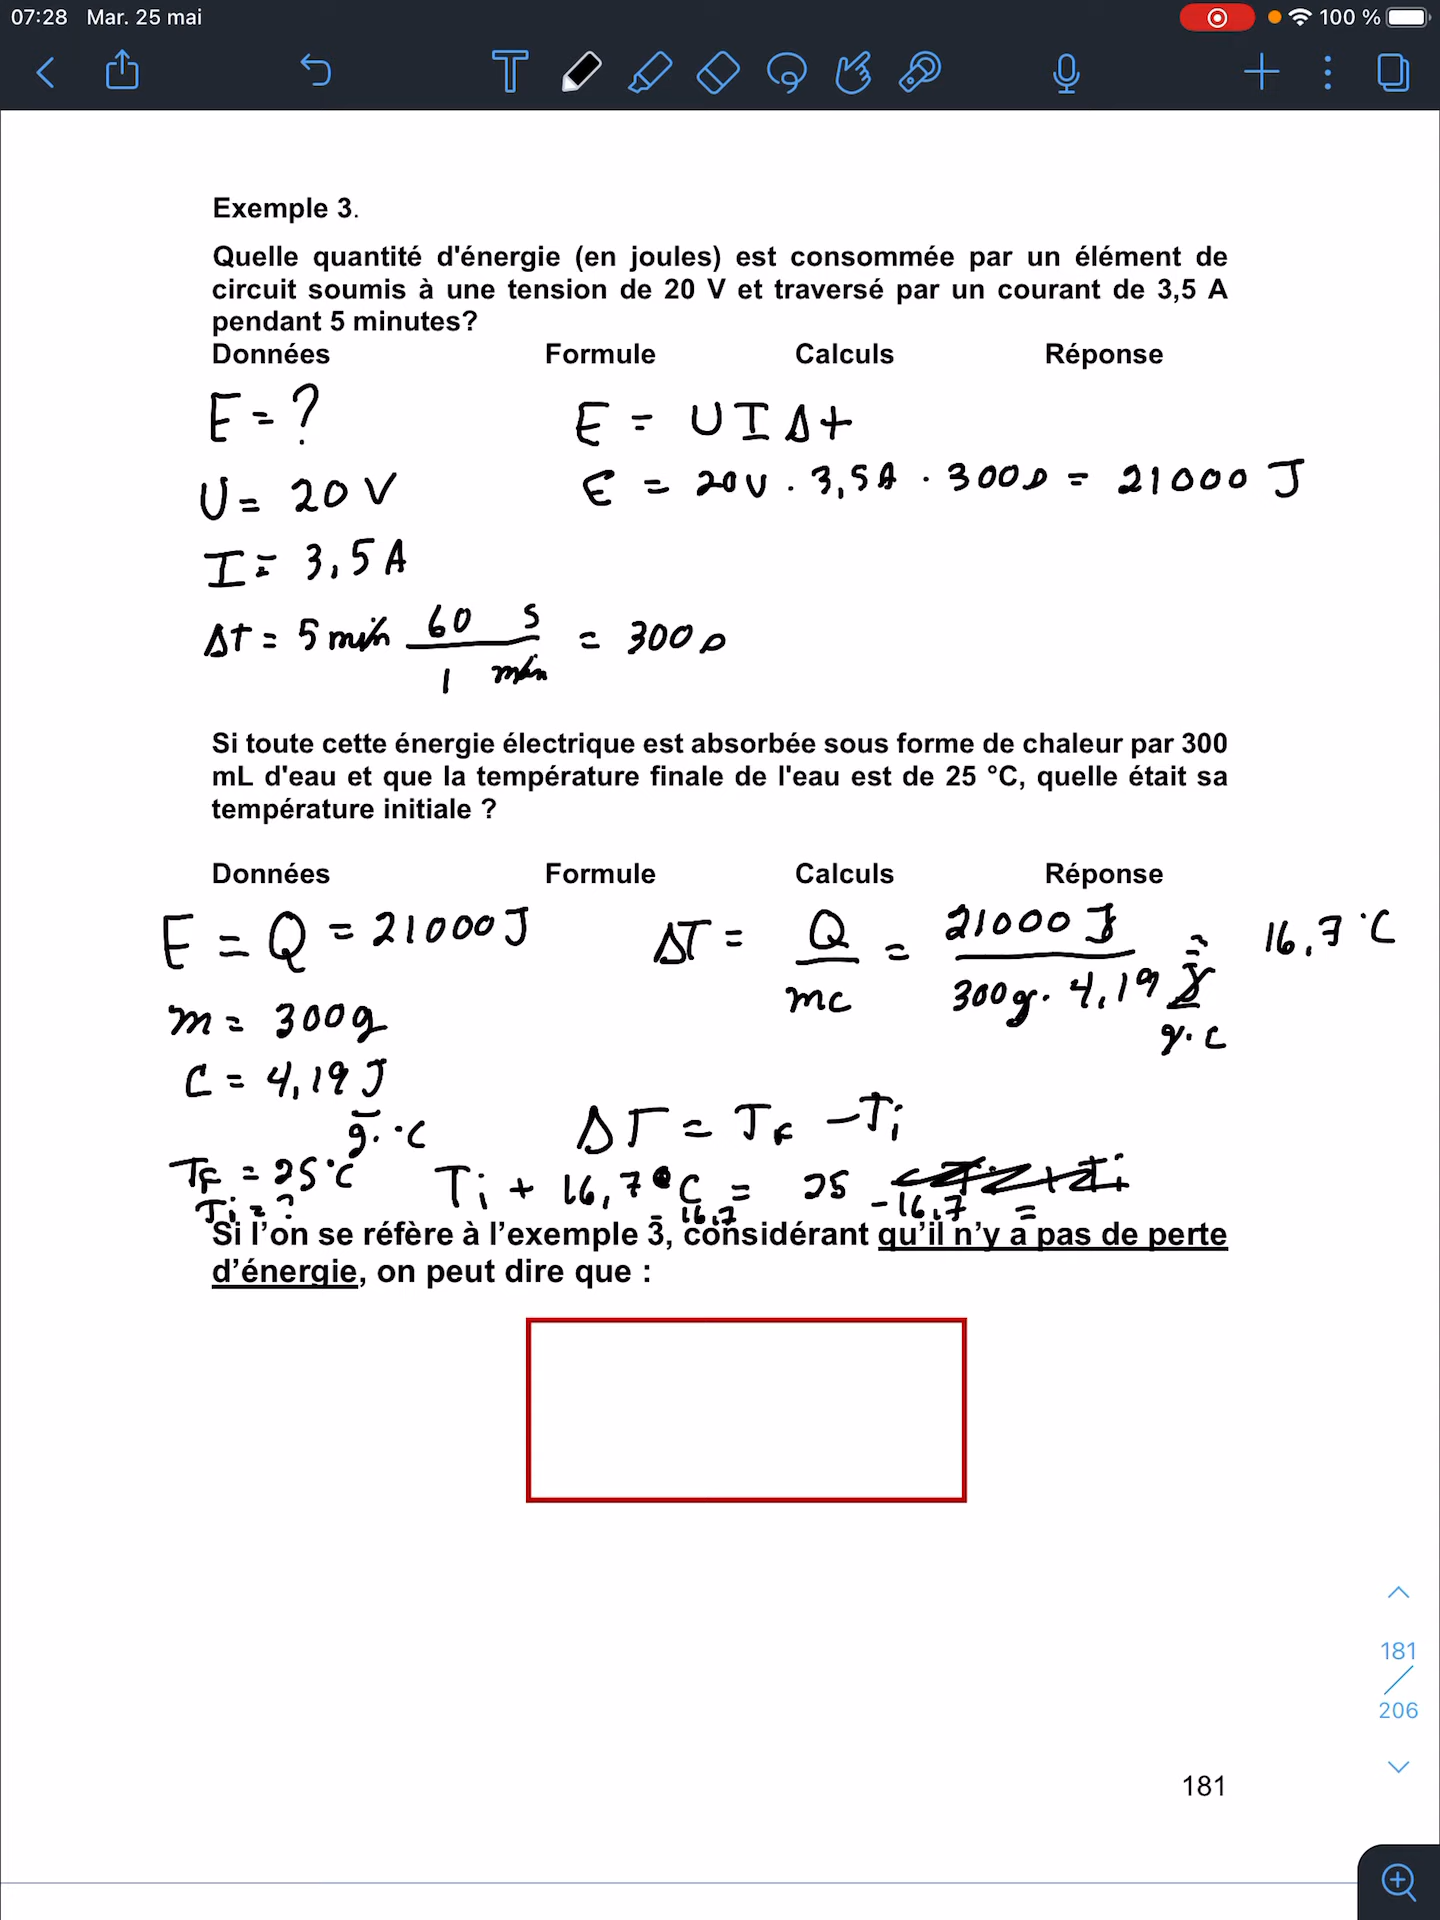 07:28 Mar. 25 mai 100 %
T
Exemple 3.
Quelle quantité d'énergie (en joules) est consommée par un élément de
circuit soumis à une tension de 20 V et traversé par un courant de 3,5 A
pendant 5 minutes?
Données Formule Calculs Réponse
E = ? E = U I Δt
U = 20 V E = 20V · 3,5A · 300s = 21000 J
I = 3,5 A
Δt = 5 min 60 s / 1 min = 300s
Si toute cette énergie électrique est absorbée sous forme de chaleur par 300
mL d'eau et que la température finale de l'eau est de 25 °C, quelle était sa
température initiale ?
Données Formule Calculs Réponse
E = Q = 21000J ΔT = Q / mc = 21000 J / 300g · 4,19 J / g·C = 16,7 °C
m = 300g
C = 4,19 J / g·°C
ΔT = TF - Ti
TF = 25°C Ti + 16,7°C = 25
Ti = ? - 16,7 - 16,7 =
Si l’on se réfère à l’exemple 3, considérant qu’il n’y a pas de perte
d’énergie, on peut dire que :
181
206
181